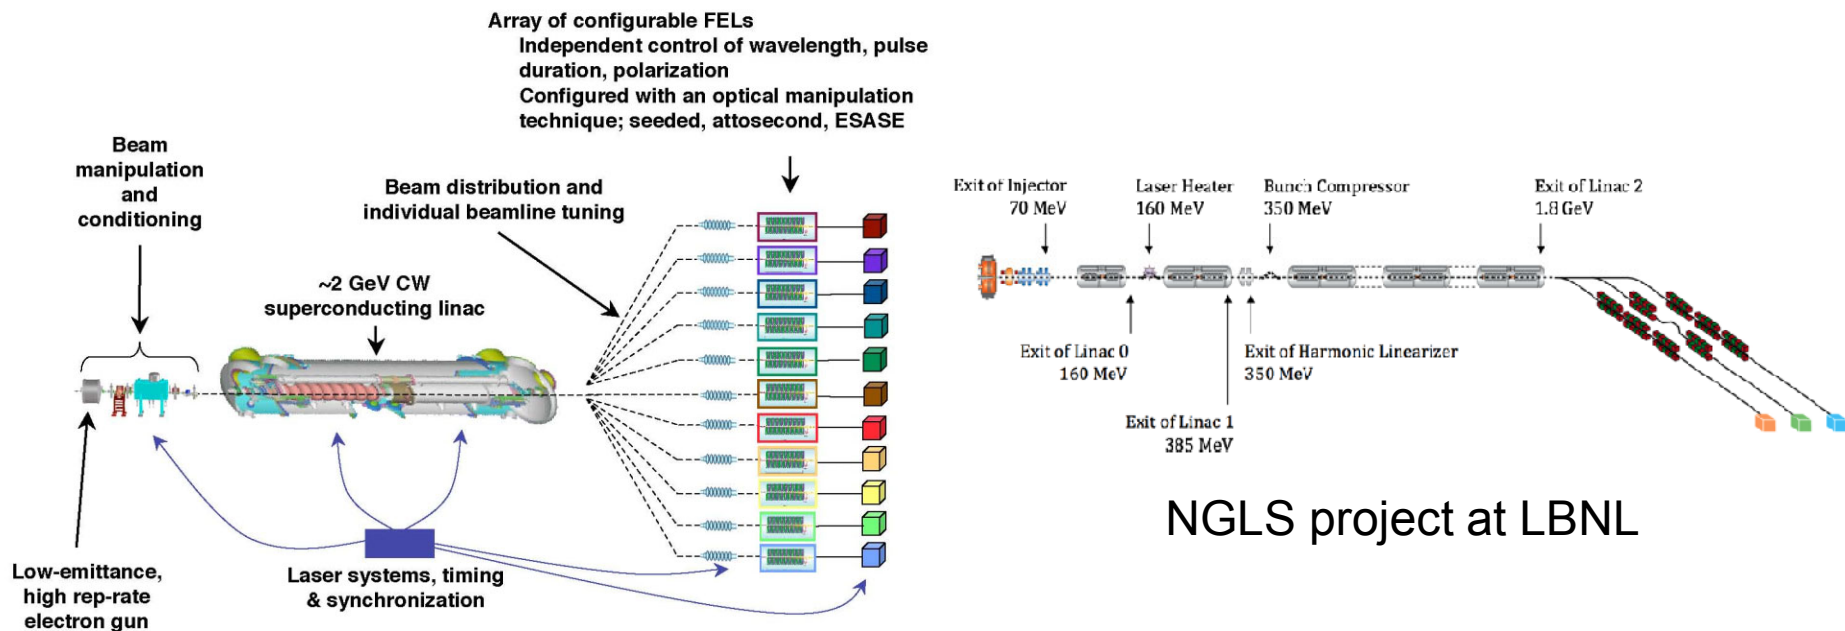 Array of configurable FELs
Independent control of wavelength, pulse
duration, polarization
Configured with an optical manipulation
technique; seeded, attosecond, ESASE
Beam
manipulation
and
conditioning
Beam distribution and
individual beamline tuning
~2 GeV CW
superconducting linac
Low-emittance,
high rep-rate
electron gun
Laser systems, timing
& synchronization
Exit of Injector
70 MeV
Laser Heater
160 MeV
Bunch Compressor
350 MeV
Exit of Linac 2
1.8 GeV
Exit of Linac 0
160 MeV
Exit of Harmonic Linearizer
350 MeV
Exit of Linac 1
385 MeV
NGLS project at LBNL